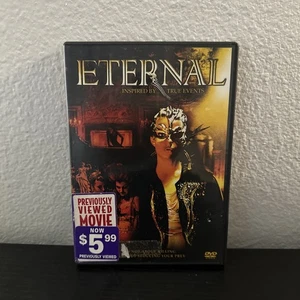 ETERNAL
INSPIRED BY TRUE EVENTS
PREVIOUSLY
VIEWED
MOVIE
NOW
$5.99
PREVIOUSLY VIEWED
DVD